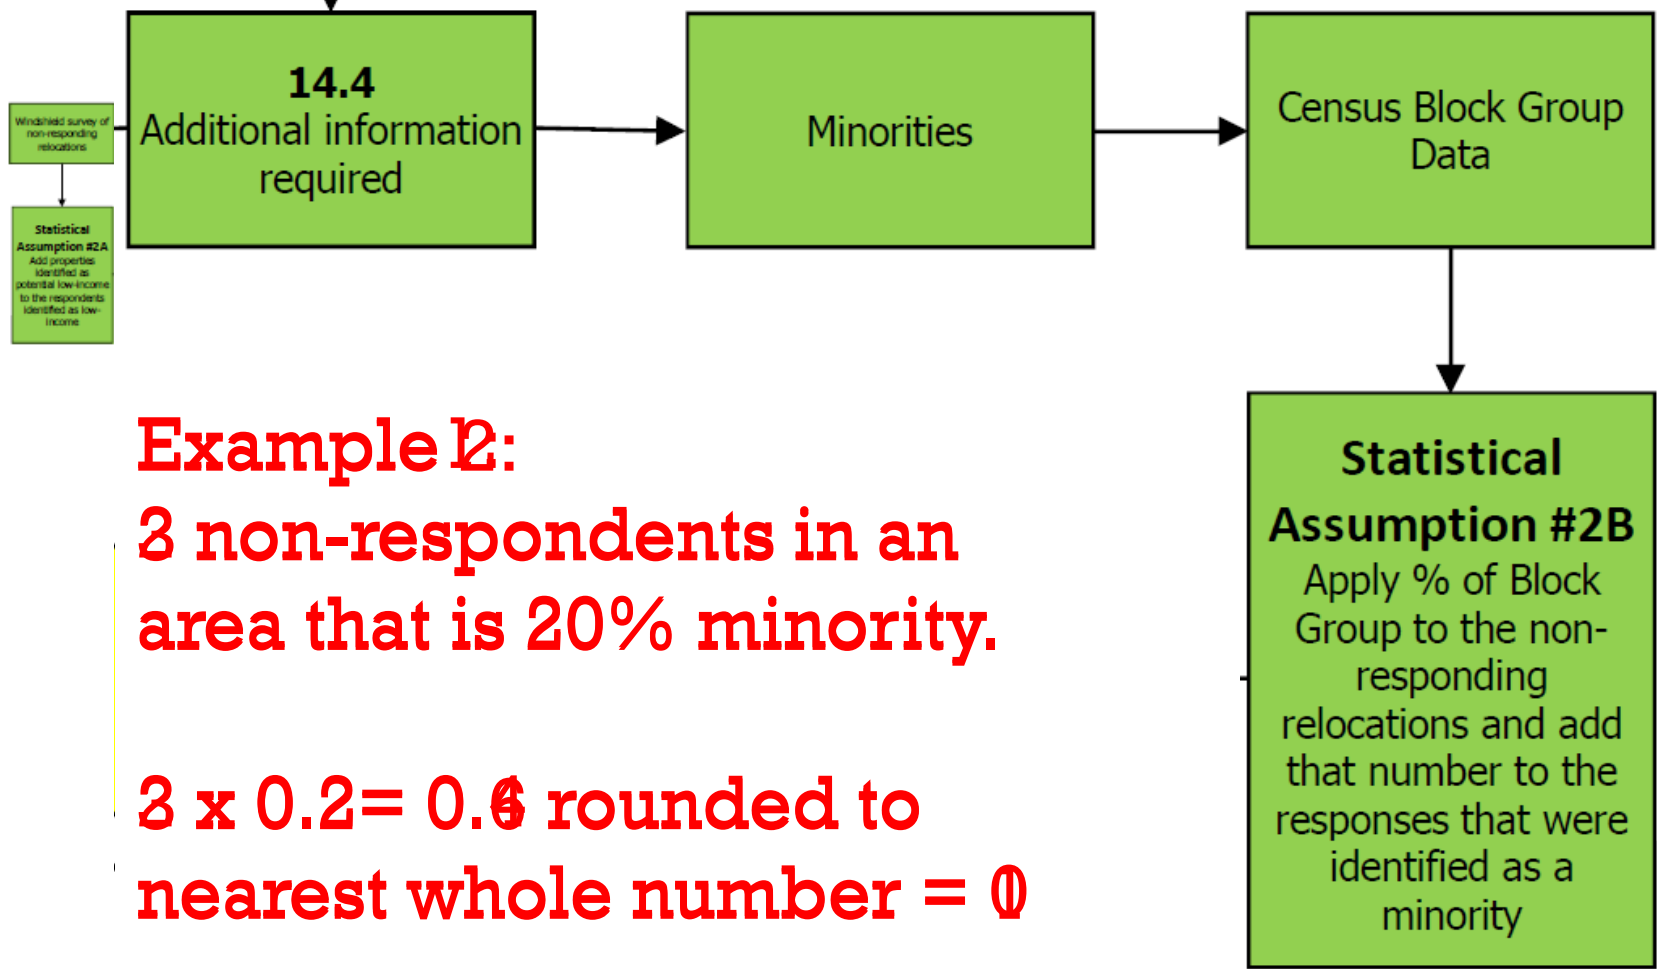 Windshield survey of
non-responding
relocations
Statistical
Assumption #2A
Add properties
identified as
potential low-income
to the respondents
identified as low-
income
14.4
Additional information
required
Minorities
Census Block Group
Data
Statistical
Assumption #2B
Apply % of Block
Group to the non-
responding
relocations and add
that number to the
responses that were
identified as a
minority
Example
non-respondents in an
area that is 20% minority.
x 0.2= rounded to
nearest whole number =